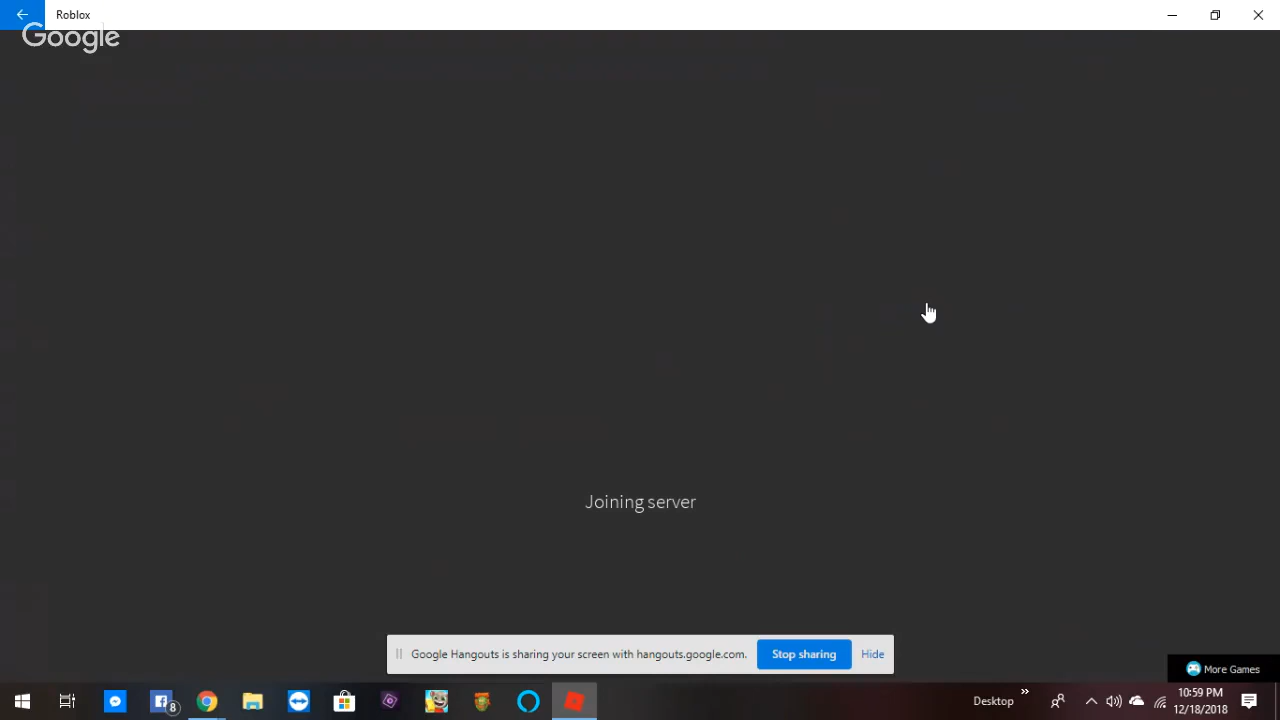 Roblox
Google
Joining server
Google Hangouts is sharing your screen with hangouts.google.com.
Stop sharing
Hide
More Games
8
Desktop
10:59 PM
12/18/2018